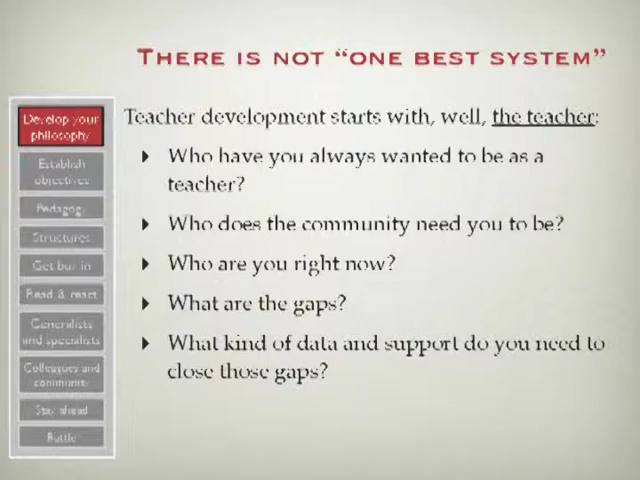 THERE IS NOT "ONE BEST SYSTEM"
Develop your
philosophy
Establish
objectives
Pedagogy
Structures
Get buy in
Read & react
Generalists
and specialists
Colleagues and
community
Stay ahead
Battle
Teacher development starts with, well, the teacher:
Who have you always wanted to be as a
teacher?
Who does the community need you to be?
Who are you right now?
What are the gaps?
What kind of data and support do you need to
close those gaps?